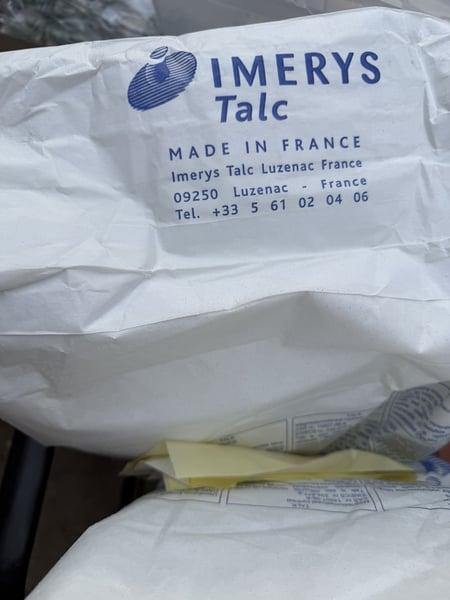 IMERYS
Talc
MADE IN FRANCE
Imerys Talc Luzenac France
09250 Luzenac - France
Tel. +33 5 61 02 04 06
TALC